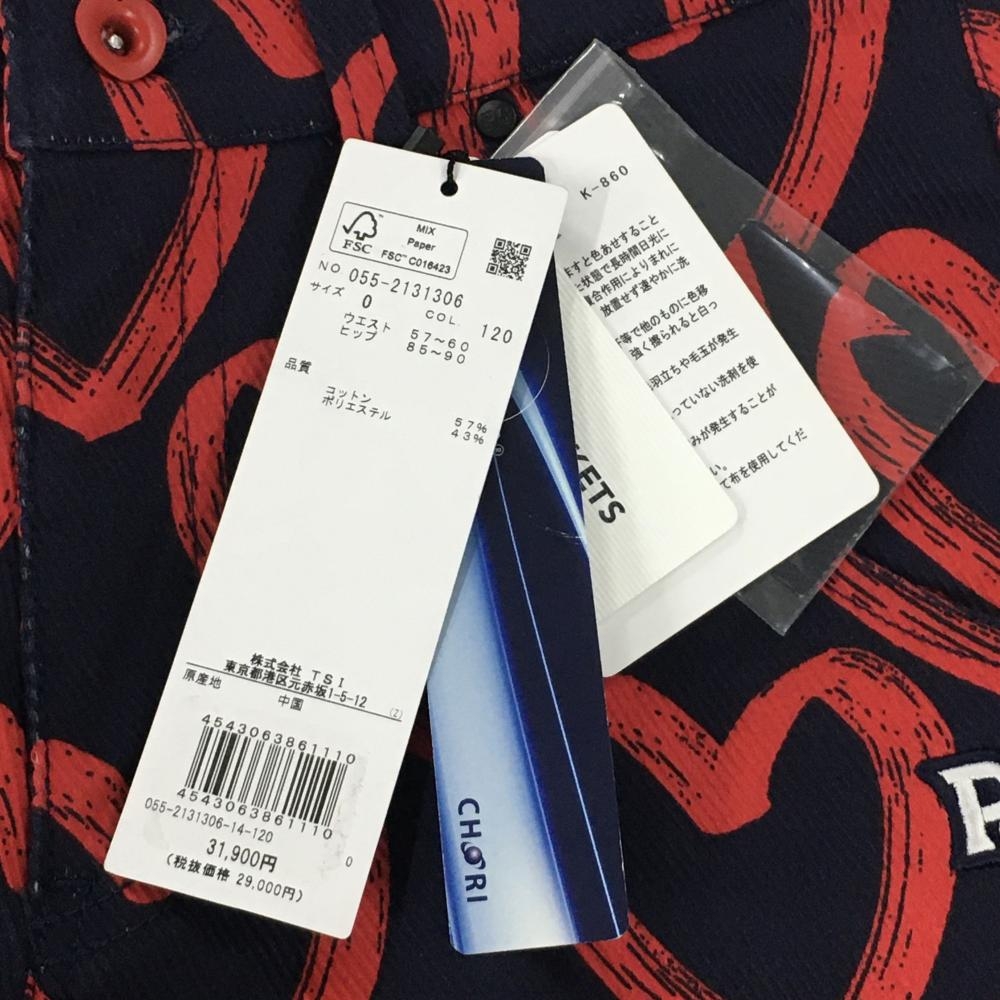 MIX
Paper
FSC™ C016423
FSC
NO 055-2131306
サイズ 0 COL. 120
ウエスト 57〜60
ヒップ 85〜90
品質
コットン 57%
ポリエステル 43%
株式会社 TSI
東京都港区元赤坂1-5-12
(Z)
原産地 中国
4543063861110
4543063861110
055-2131306-14-120
31,900円
(税抜価格 29,000円)
0
CHORI
KETS
K-860
すと色あせすること
状態で長時間日光に
複合作用によりまれに
放置せず速やかに洗
等で他のものに色移
強く擦られると白っ
羽立ちや毛玉が発生
っていない洗剤を使
みが発生することが
い。
て布を使用してくだ
P